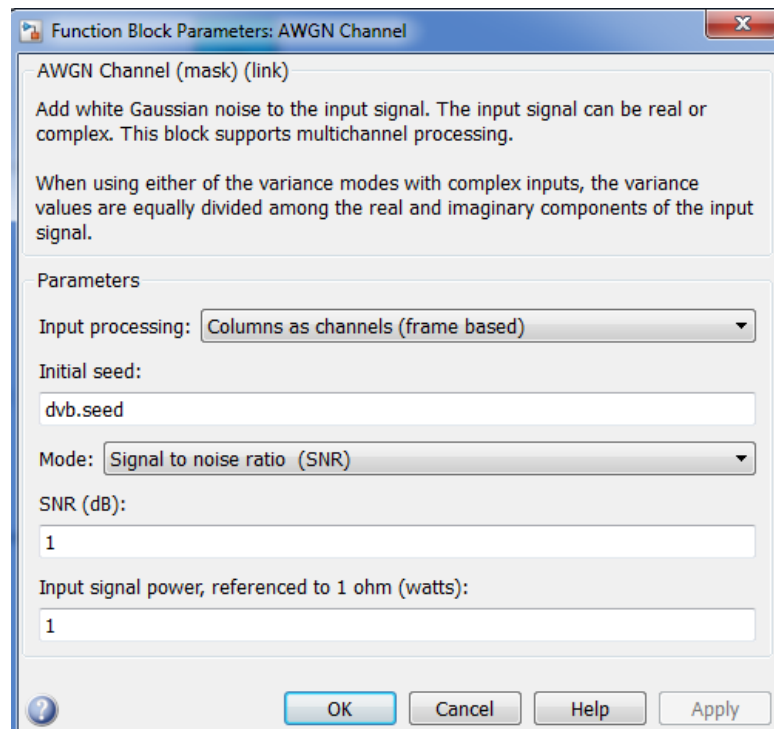 Function Block Parameters: AWGN Channel
AWGN Channel (mask) (link)
Add white Gaussian noise to the input signal. The input signal can be real or
complex. This block supports multichannel processing.
When using either of the variance modes with complex inputs, the variance
values are equally divided among the real and imaginary components of the input
signal.
Parameters
Input processing: Columns as channels (frame based)
Initial seed:
dvb.seed
Mode: Signal to noise ratio (SNR)
SNR (dB):
1
Input signal power, referenced to 1 ohm (watts):
1
OK Cancel Help Apply